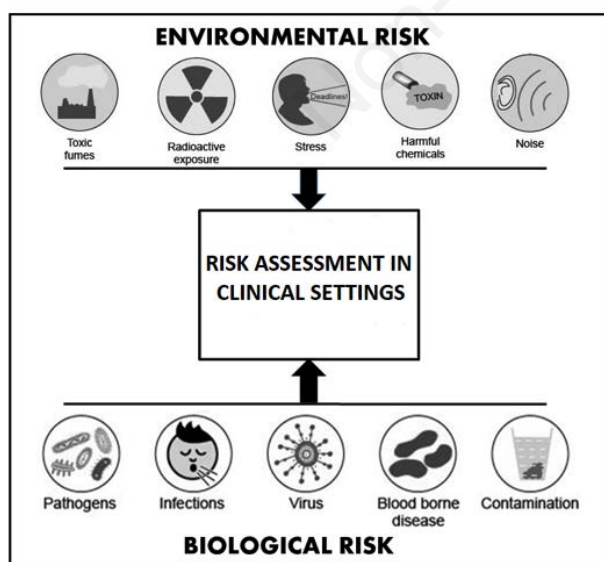 ENVIRONMENTAL RISK
Deadlines!
TOXIN
Toxic
fumes
Radioactive
exposure
Stress
Harmful
chemicals
Noise
RISK ASSESSMENT IN
CLINICAL SETTINGS
Pathogens
Infections
Virus
Blood borne
disease
Contamination
BIOLOGICAL RISK